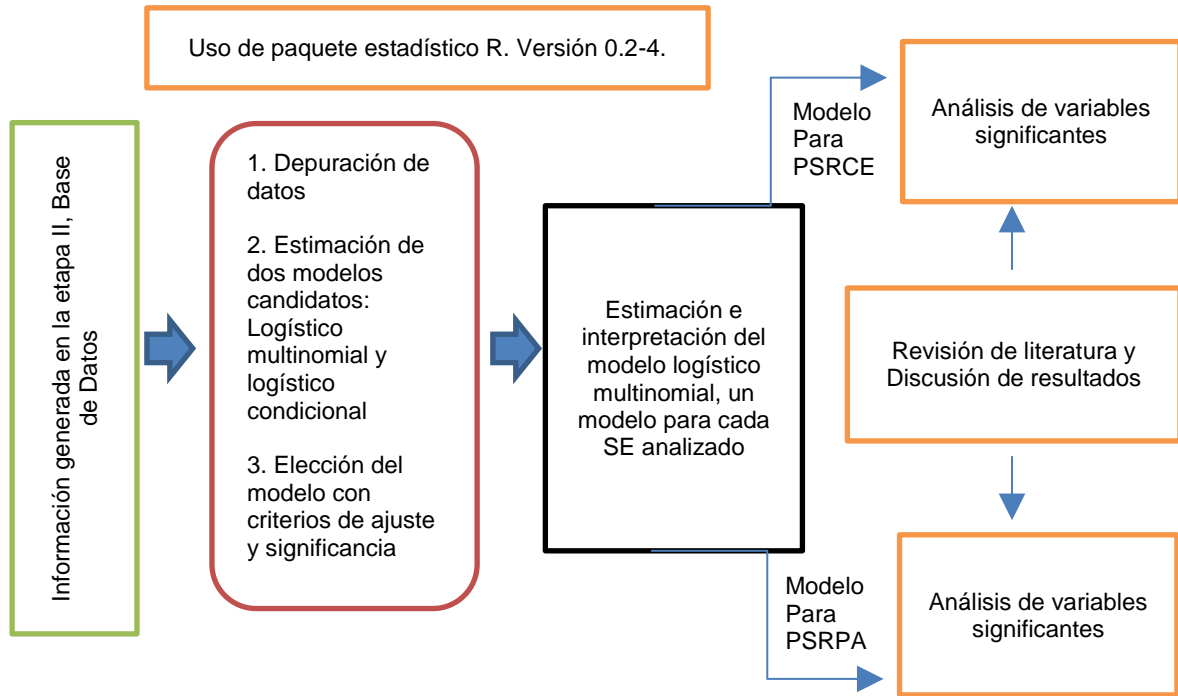 Uso de paquete estadístico R. Versión 0.2-4.
Información generada en la etapa II, Base
de Datos
1. Depuración de
datos
2. Estimación de
dos modelos
candidatos:
Logístico
multinomial y
logístico
condicional
3. Elección del
modelo con
criterios de ajuste
y significancia
Estimación e
interpretación del
modelo logístico
multinomial, un
modelo para cada
SE analizado
Modelo
Para
PSRCE
Análisis de variables
significantes
Revisión de literatura y
Discusión de resultados
Modelo
Para
PSRPA
Análisis de variables
significantes